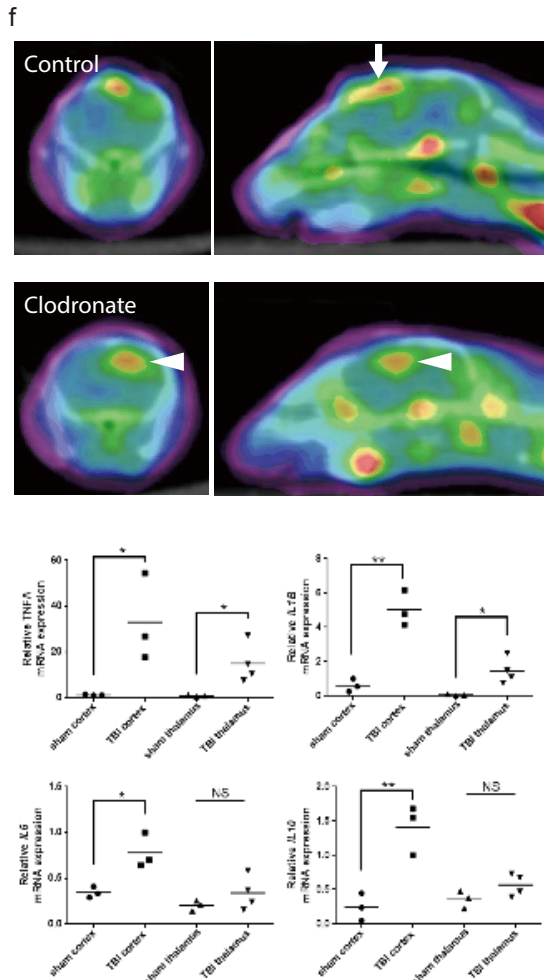 f
Control
Clodronate
Relative TNFA
mRNA expression
60
40
20
0
*
*
sham cortex
TBI cortex
sham thalamus
TBI thalamus
Relative IL1B
mRNA expression
8
6
4
2
0
**
*
sham cortex
TBI cortex
sham thalamus
TBI thalamus
Relative IL6
mRNA expression
1.5
1.0
0.5
0.0
*
NS
sham cortex
TBI cortex
sham thalamus
TBI thalamus
Relative IL10
mRNA expression
2.0
1.5
1.0
0.5
0.0
**
NS
sham cortex
TBI cortex
sham thalamus
TBI thalamus